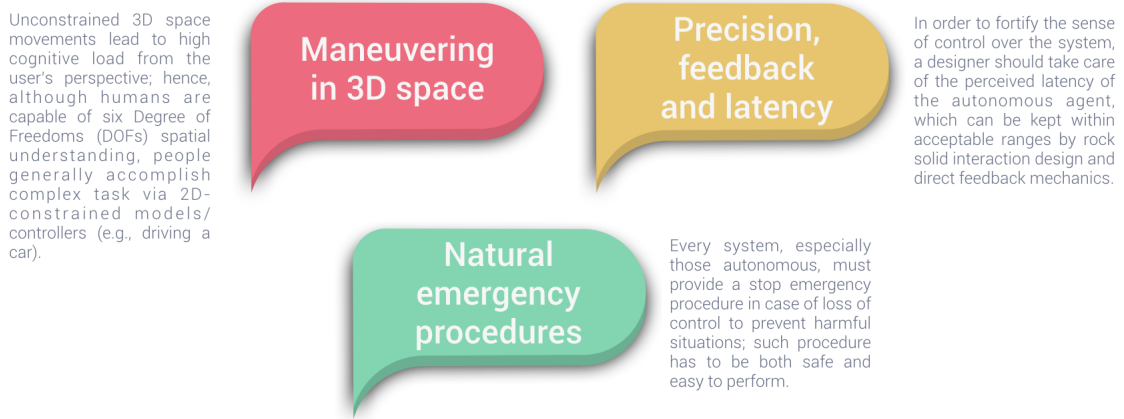 Unconstrained 3D space
movements lead to high
cognitive load from the
user's perspective; hence,
although humans are
capable of six Degree of
Freedoms (DOFs) spatial
understanding, people
generally accomplish
complex task via 2D-
constrained models/
controllers (e.g., driving a
car).
Maneuvering
in 3D space
Precision,
feedback
and latency
In order to fortify the sense
of control over the system,
a designer should take care
of the perceived latency of
the autonomous agent,
which can be kept within
acceptable ranges by rock
solid interaction design and
direct feedback mechanics.
Natural
emergency
procedures
Every system, especially
those autonomous, must
provide a stop emergency
procedure in case of loss of
control to prevent harmful
situations; such procedure
has to be both safe and
easy to perform.